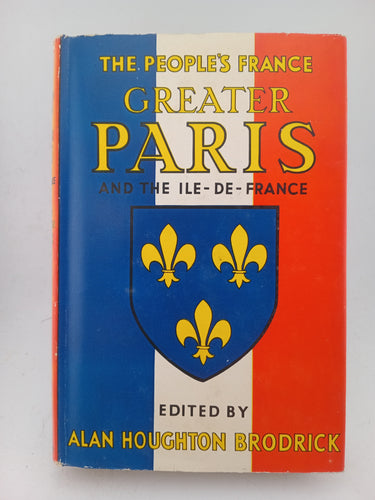 THE PEOPLE'S FRANCE
GREATER
PARIS
AND THE ILE-DE-FRANCE
EDITED BY
ALAN HOUGHTON BRODRICK